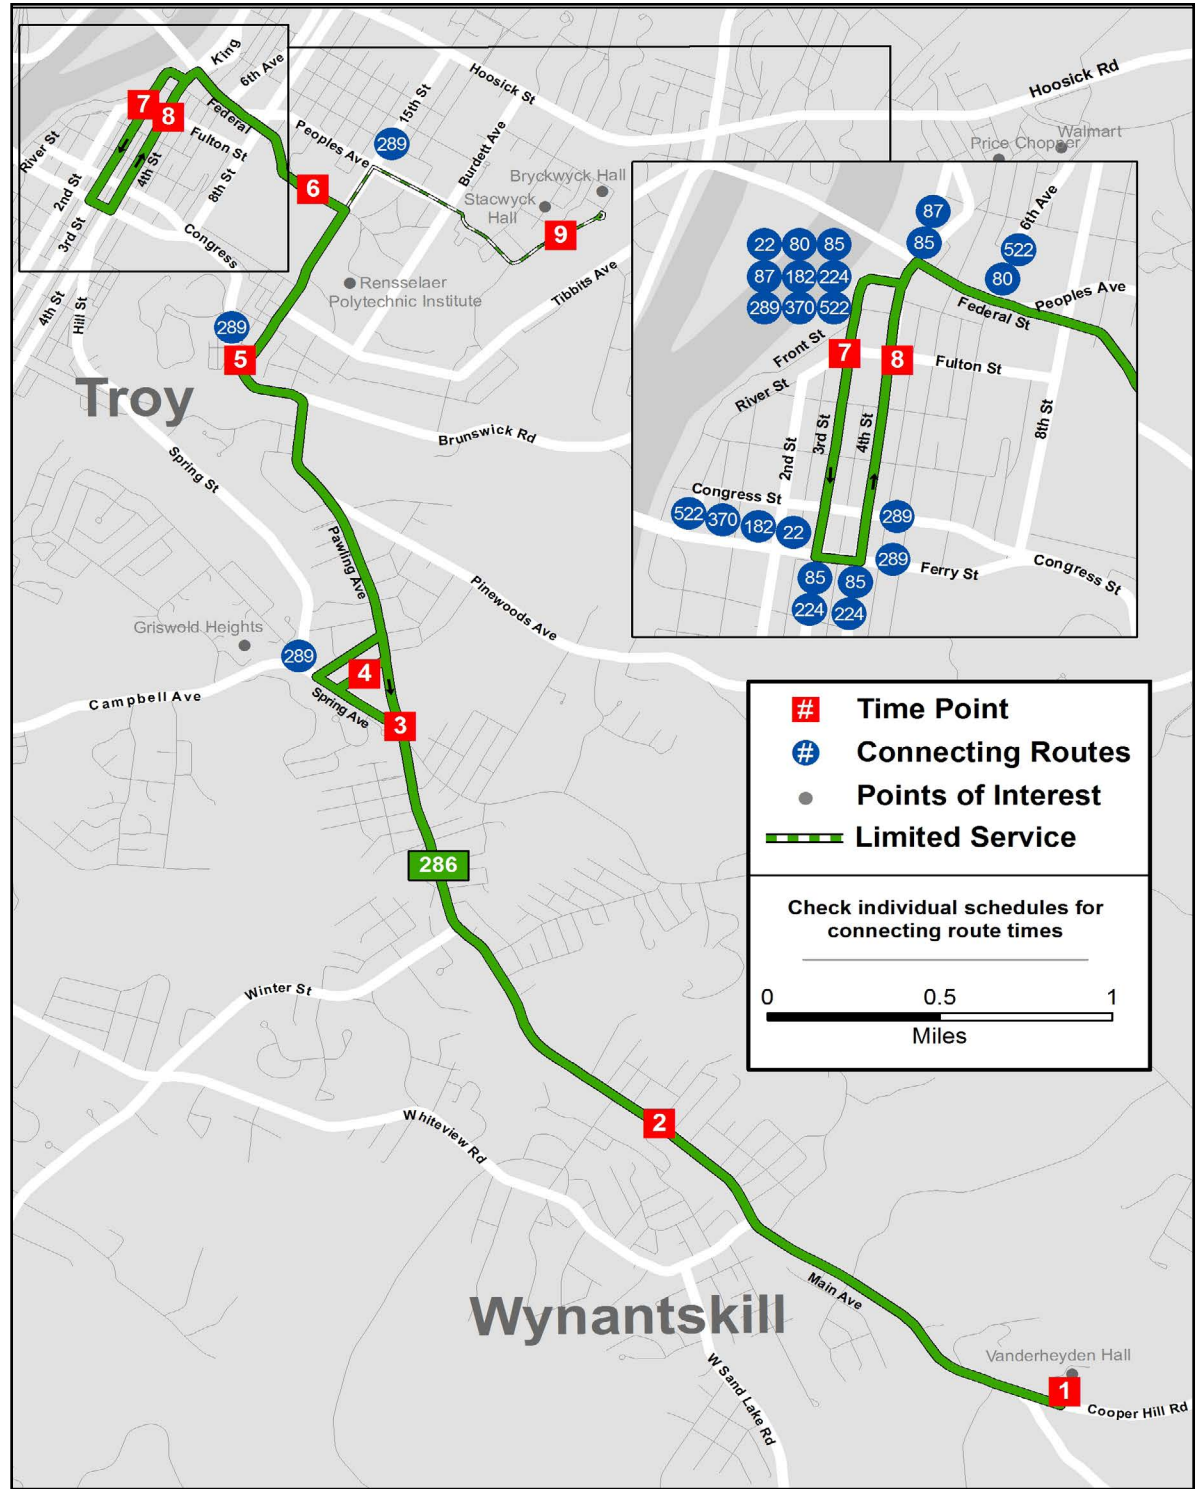 King
6th Ave
Hoosick St
Hoosick Rd
15th St
Federal
7
8
Peoples Ave
289
Burdett Ave
Price Chopper
Walmart
River St
Fulton St
4th St
8th St
2nd St
3rd St
6
Bryckwyck Hall
Stacwyck
Hall
9
Congress
Rensselaer
Polytechnic Institute
Tibbits Ave
4th St
Hill St
289
5
Troy
Brunswick Rd
Spring St
Pawling Ave
Pinewoods Ave
Griswold Heights
289
4
Campbell Ave
Spring Ave
3
286
Winter St
Whiteview Rd
2
Main Ave
Wynantskill
W Sand Lake Rd
Vanderheyden Hall
1
Cooper Hill Rd
87
85
6th Ave
522
80
22 80 85
87 182 224
289 370 522
Peoples Ave
Federal St
Front St
7
8
Fulton St
River St
2nd St
3rd St
4th St
8th St
Congress St
522 370 182 22
289
289
Ferry St
Congress St
85
85
224
224
# Time Point
# Connecting Routes
Points of Interest
Limited Service
Check individual schedules for
connecting route times
0 0.5 1
Miles